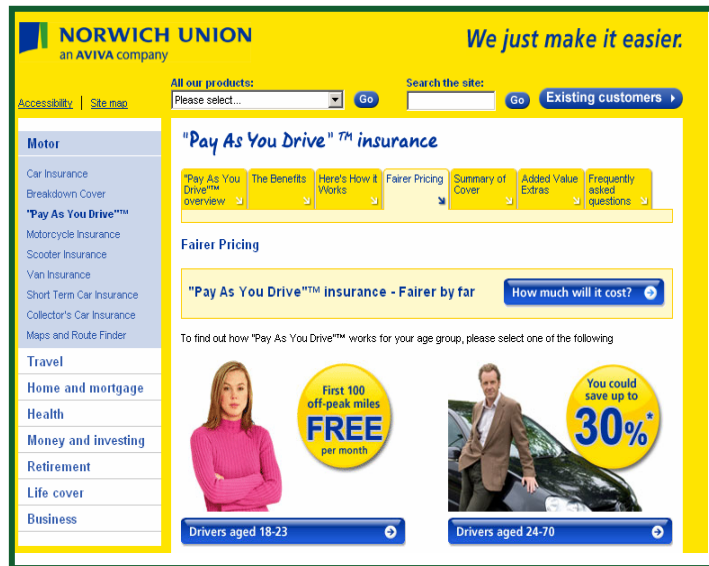 NORWICH UNION
an AVIVA company
We just make it easier.
Accessibility | Site map
All our products:
Please select...
Go
Search the site:
Go
Existing customers
Motor
Car Insurance
Breakdown Cover
"Pay As You Drive"™
Motorcycle Insurance
Scooter Insurance
Van Insurance
Short Term Car Insurance
Collector's Car Insurance
Maps and Route Finder
Travel
Home and mortgage
Health
Money and investing
Retirement
Life cover
Business
"Pay As You Drive" ™ insurance
"Pay As You
Drive"™
overview
The Benefits
Here's How it
Works
Fairer Pricing
Summary of
Cover
Added Value
Extras
Frequently
asked
questions
Fairer Pricing
"Pay As You Drive"™ insurance - Fairer by far
How much will it cost?
To find out how "Pay As You Drive"™ works for your age group, please select one of the following
First 100
off-peak miles
FREE
per month
You could
save up to
30%*
Drivers aged 18-23
Drivers aged 24-70